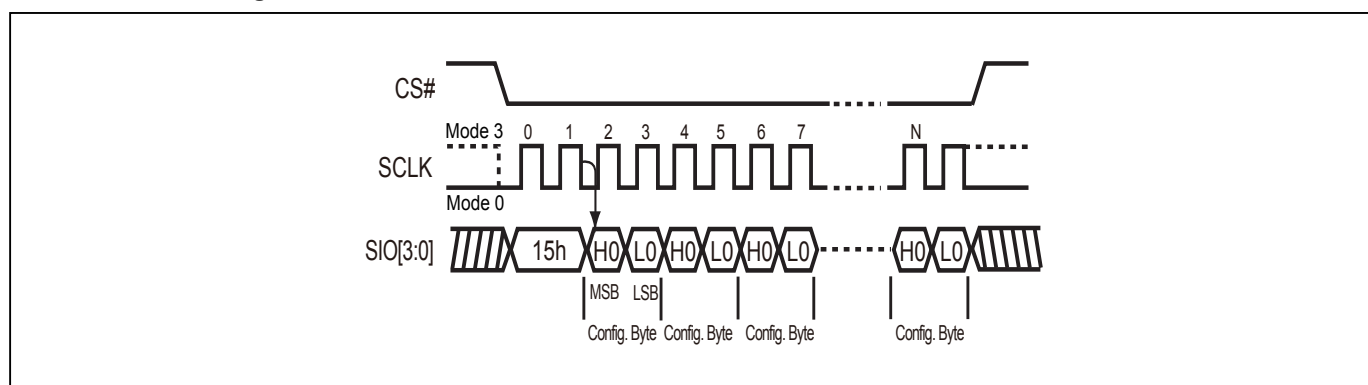 CS#
Mode 3 0 1 2 3 4 5 6 7 N
SCLK
Mode 0
SIO[3:0] 15h H0 L0 H0 L0 H0 L0 H0 L0
MSB LSB
Config. Byte Config. Byte Config. Byte Config. Byte